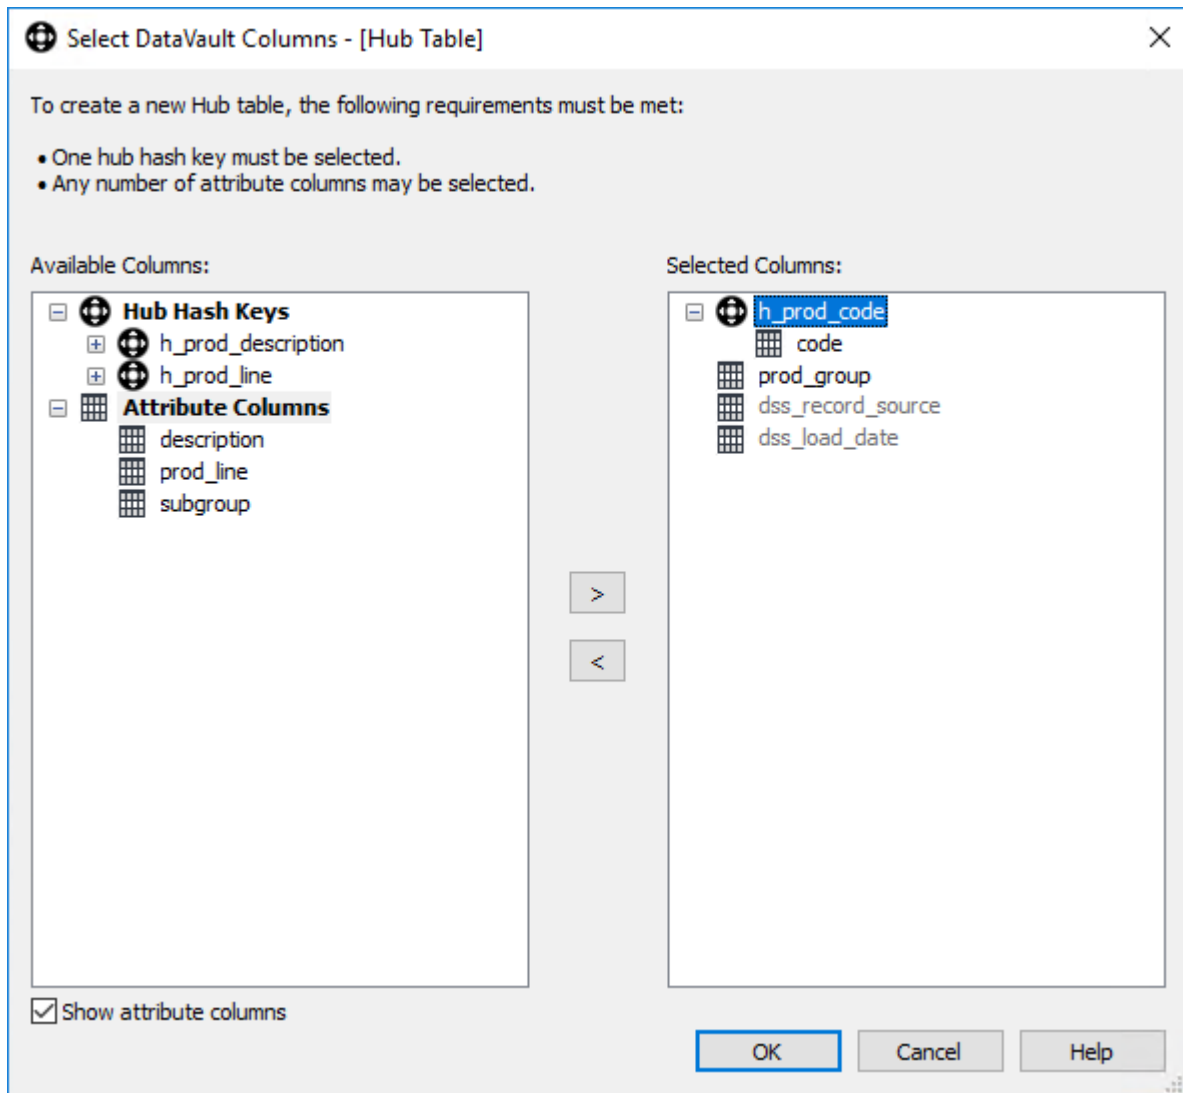 Select DataVault Columns - [Hub Table]
To create a new Hub table, the following requirements must be met:
• One hub hash key must be selected.
• Any number of attribute columns may be selected.
Available Columns:
Hub Hash Keys
h_prod_description
h_prod_line
Attribute Columns
description
prod_line
subgroup
Show attribute columns
>
<
Selected Columns:
h_prod_code
code
prod_group
dss_record_source
dss_load_date
OK
Cancel
Help